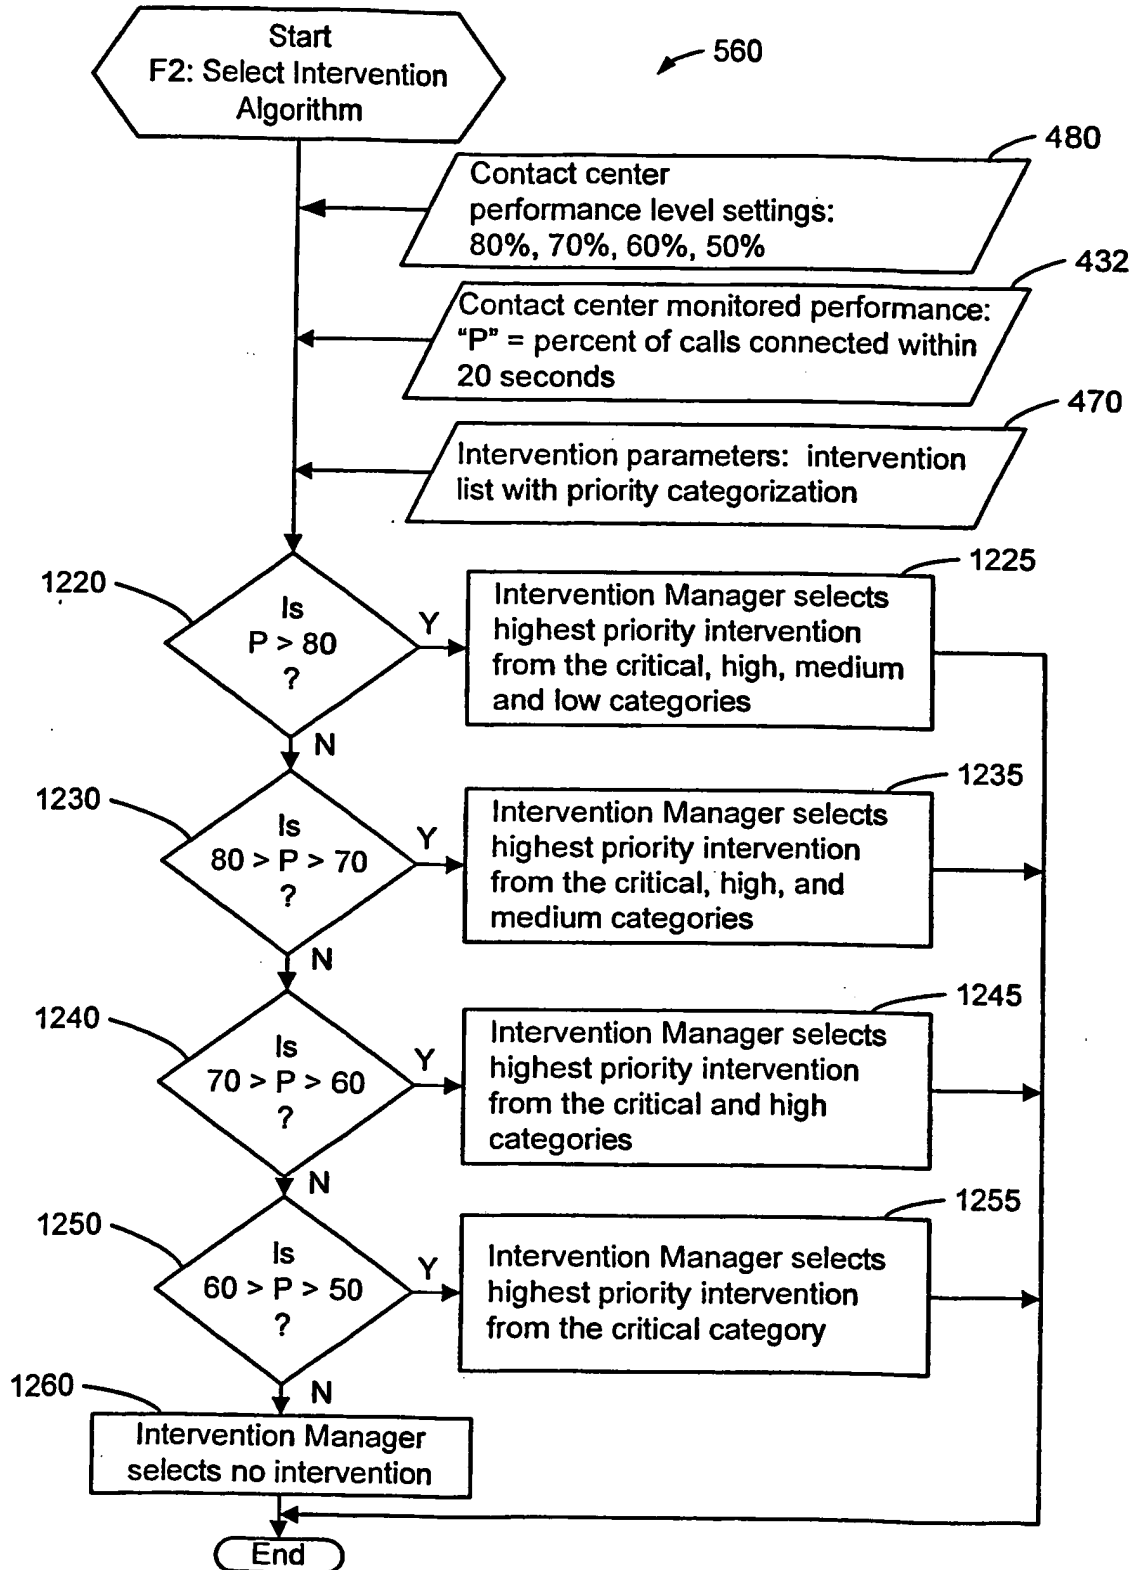 Start
F2: Select Intervention
Algorithm
560
480
Contact center
performance level settings:
80%, 70%, 60%, 50%
432
Contact center monitored performance:
"P" = percent of calls connected within
20 seconds
470
Intervention parameters: intervention
list with priority categorization
1220
Is
P > 80
?
Y
N
1225
Intervention Manager selects
highest priority intervention
from the critical, high, medium
and low categories
1230
Is
80 > P > 70
?
Y
N
1235
Intervention Manager selects
highest priority intervention
from the critical, high, and
medium categories
1240
Is
70 > P > 60
?
Y
N
1245
Intervention Manager selects
highest priority intervention
from the critical and high
categories
1250
Is
60 > P > 50
?
Y
N
1255
Intervention Manager selects
highest priority intervention
from the critical category
1260
Intervention Manager
selects no intervention
End